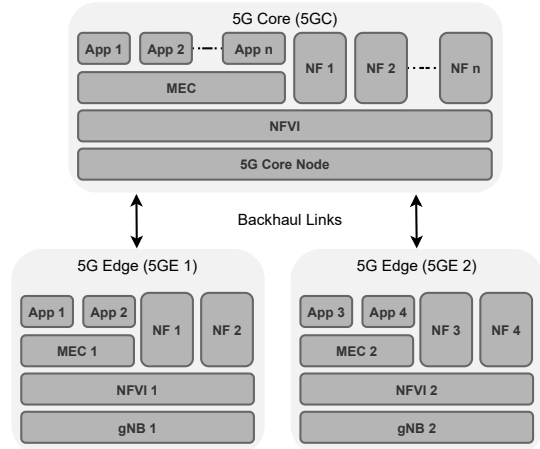 5G Core (5GC)
App 1 App 2 App n NF 1 NF 2 NF n
MEC
NFVI
5G Core Node
Backhaul Links
5G Edge (5GE 1)
App 1 App 2 NF 1 NF 2
MEC 1
NFVI 1
gNB 1
5G Edge (5GE 2)
App 3 App 4 NF 3 NF 4
MEC 2
NFVI 2
gNB 2